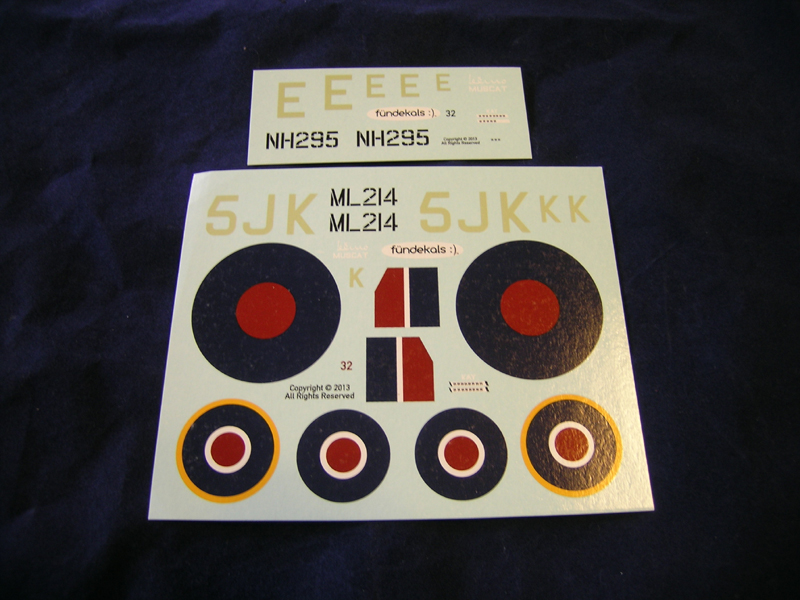 E E E E E
MUSCAT
fündekals :). 32
NH295 NH295
Copyright © 2013
All Rights Reserved
5JK ML214 5JK K K
ML214
MUSCAT fündekals :).
K
32
Copyright © 2013
All Rights Reserved